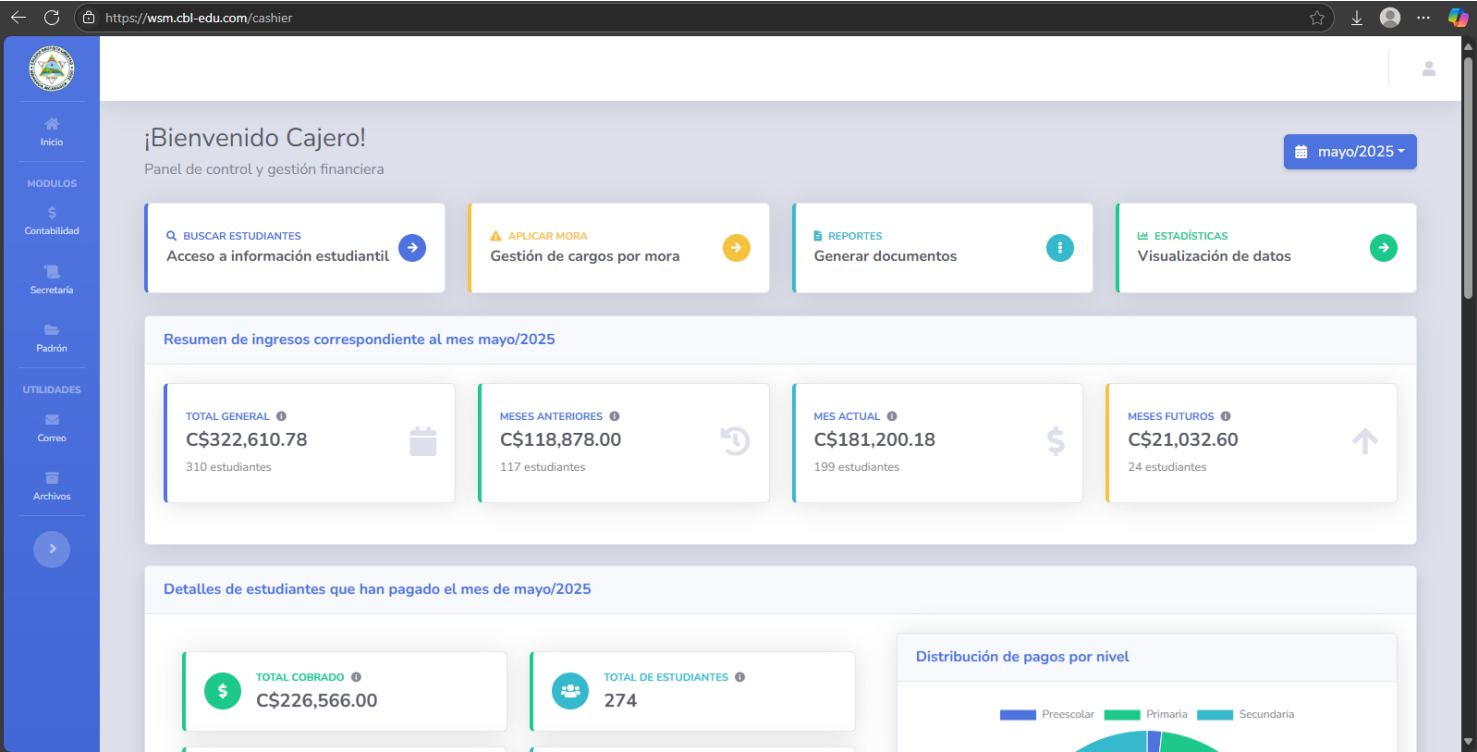 https://wsm.cbl-edu.com/cashier
Inicio
MODULOS
Contabilidad
Secretaría
Padrón
UTILIDADES
Correo
Archivos
¡Bienvenido Cajero!
Panel de control y gestión financiera
mayo/2025
BUSCAR ESTUDIANTES
Acceso a información estudiantil
APLICAR MORA
Gestión de cargos por mora
REPORTES
Generar documentos
ESTADÍSTICAS
Visualización de datos
Resumen de ingresos correspondiente al mes mayo/2025
TOTAL GENERAL
C$322,610.78
310 estudiantes
MESES ANTERIORES
C$118,878.00
117 estudiantes
MES ACTUAL
C$181,200.18
199 estudiantes
MESES FUTUROS
C$21,032.60
24 estudiantes
Detalles de estudiantes que han pagado el mes de mayo/2025
TOTAL COBRADO
C$226,566.00
TOTAL DE ESTUDIANTES
274
Distribución de pagos por nivel
Preescolar
Primaria
Secundaria